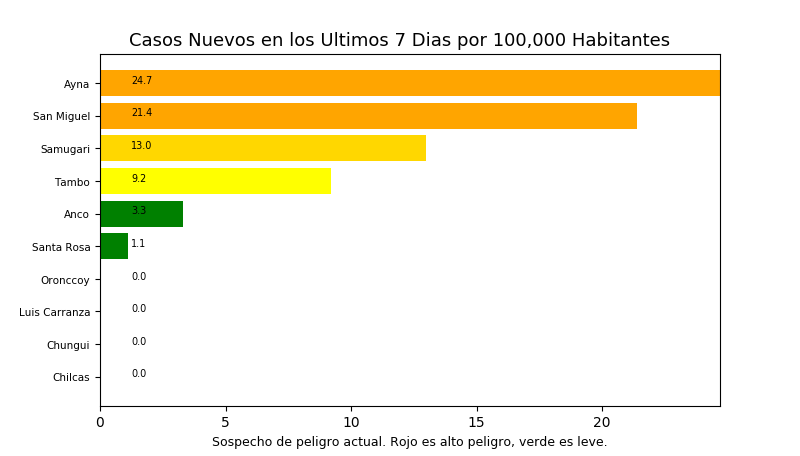 Casos Nuevos en los Ultimos 7 Dias por 100,000 Habitantes
Ayna 24.7
San Miguel 21.4
Samugari 13.0
Tambo 9.2
Anco 3.3
Santa Rosa 1.1
Oronccoy 0.0
Luis Carranza 0.0
Chungui 0.0
Chilcas 0.0
0 5 10 15 20
Sospecho de peligro actual. Rojo es alto peligro, verde es leve.